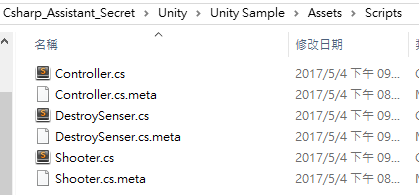 Csharp_Assistant_Secret > Unity > Unity Sample > Assets > Scripts
名稱 修改日期
Controller.cs 2017/5/4 下午 09...
Controller.cs.meta 2017/5/4 下午 08...
DestroySenser.cs 2017/5/4 下午 09...
DestroySenser.cs.meta 2017/5/4 下午 09...
Shooter.cs 2017/5/4 下午 09...
Shooter.cs.meta 2017/5/4 下午 08...